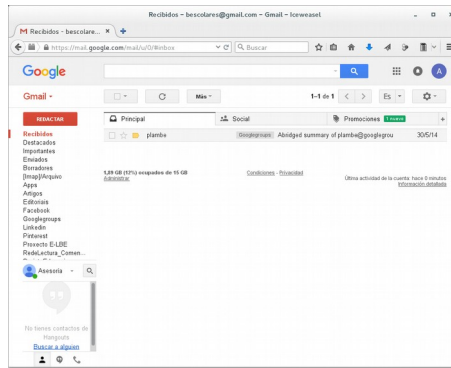 Recibidos – bescolares@gmail.com – Gmail – Iceweasel
Recibidos – bescolare...
https://mail.google.com/mail/u/0/#inbox
Buscar
Google
A
Gmail
Más
1–1 de 1
Es
REDACTAR
Principal
Social
Promociones
1 nuevo
Recibidos
plambe
Googlegroups
Abridged summary of plambe@googlegrou
30/5/14
Destacados
Importantes
Enviados
Borradores
[Imap]/Arquivo
Apps
Artigos
Editoriais
Facebook
Googlegroups
Linkedin
Pinterest
Proxecto E-LBE
RedeLectura_Comen...
1,89 GB (12%) ocupados de 15 GB
Administrar
Condiciones - Privacidad
Última actividad de la cuenta: hace 0 minutos
Información detallada
Asesoría
No tienes contactos de
Hangouts
Buscar a alguien